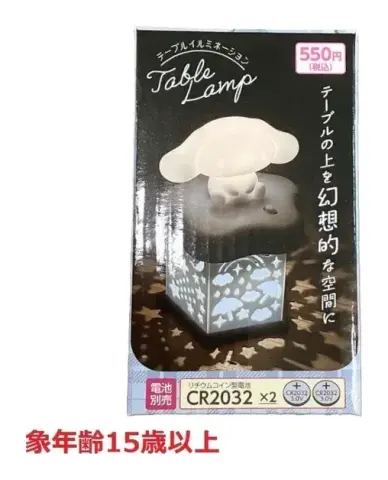 テーブルイルミネーション
Table
Lamp
550円
(税込)
テーブルの上を幻想的な空間に
電池
別売
リチウムコイン型電池
CR2032 ×2
+
CR2032
3.0V
+
CR2032
3.0V
象年齢15歳以上